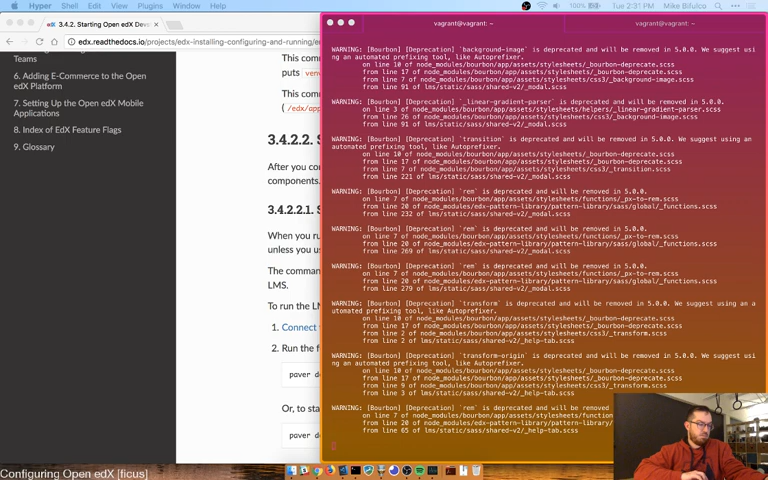 Hyper Shell Edit View Plugins Window Help
100% Tue 2:31 PM Mike Bifulco
3.4.2. Starting Open edX Deve
edx.readthedocs.io/projects/edx-installing-configuring-and-running/e
Teams
6. Adding E-Commerce to the Open
edX Platform
7. Setting Up the Open edX Mobile
Applications
8. Index of EdX Feature Flags
9. Glossary
This com
puts venv
This com
( /edx/app
3.4.2.2. S
After you co
components.
3.4.2.2.1. S
When you ru
unless you us
The comman
LMS.
To run the LM
1. Connect
2. Run the f
paver de
Or, to sta
paver de
vagrant@vagrant: ~ vagrant@vagrant: ~
WARNING: [Bourbon] [Deprecation] `background-image` is deprecated and will be removed in 5.0.0. We suggest usi
ng an automated prefixing tool, like Autoprefixer.
on line 10 of node_modules/bourbon/app/assets/stylesheets/_bourbon-deprecate.scss
from line 17 of node_modules/bourbon/app/assets/stylesheets/_bourbon-deprecate.scss
from line 7 of node_modules/bourbon/app/assets/stylesheets/css3/_background-image.scss
from line 91 of lms/static/sass/shared-v2/_modal.scss
WARNING: [Bourbon] [Deprecation] `_linear-gradient-parser` is deprecated and will be removed in 5.0.0.
on line 3 of node_modules/bourbon/app/assets/stylesheets/helpers/_linear-gradient-parser.scss
from line 26 of node_modules/bourbon/app/assets/stylesheets/css3/_background-image.scss
from line 91 of lms/static/sass/shared-v2/_modal.scss
WARNING: [Bourbon] [Deprecation] `transition` is deprecated and will be removed in 5.0.0. We suggest using an
automated prefixing tool, like Autoprefixer.
on line 10 of node_modules/bourbon/app/assets/stylesheets/_bourbon-deprecate.scss
from line 17 of node_modules/bourbon/app/assets/stylesheets/_bourbon-deprecate.scss
from line 7 of node_modules/bourbon/app/assets/stylesheets/css3/_transition.scss
from line 221 of lms/static/sass/shared-v2/_modal.scss
WARNING: [Bourbon] [Deprecation] `rem` is deprecated and will be removed in 5.0.0.
on line 7 of node_modules/bourbon/app/assets/stylesheets/functions/_px-to-rem.scss
from line 20 of node_modules/edx-pattern-library/pattern-library/sass/global/_functions.scss
from line 232 of lms/static/sass/shared-v2/_modal.scss
WARNING: [Bourbon] [Deprecation] `rem` is deprecated and will be removed in 5.0.0.
on line 7 of node_modules/bourbon/app/assets/stylesheets/functions/_px-to-rem.scss
from line 20 of node_modules/edx-pattern-library/pattern-library/sass/global/_functions.scss
from line 269 of lms/static/sass/shared-v2/_modal.scss
WARNING: [Bourbon] [Deprecation] `rem` is deprecated and will be removed in 5.0.0.
on line 7 of node_modules/bourbon/app/assets/stylesheets/functions/_px-to-rem.scss
from line 20 of node_modules/edx-pattern-library/pattern-library/sass/global/_functions.scss
from line 279 of lms/static/sass/shared-v2/_modal.scss
WARNING: [Bourbon] [Deprecation] `transform` is deprecated and will be removed in 5.0.0. We suggest using an a
utomated prefixing tool, like Autoprefixer.
on line 10 of node_modules/bourbon/app/assets/stylesheets/_bourbon-deprecate.scss
from line 17 of node_modules/bourbon/app/assets/stylesheets/_bourbon-deprecate.scss
from line 2 of node_modules/bourbon/app/assets/stylesheets/css3/_transform.scss
from line 2 of lms/static/sass/shared-v2/_help-tab.scss
WARNING: [Bourbon] [Deprecation] `transform-origin` is deprecated and will be removed in 5.0.0. We suggest usi
ng an automated prefixing tool, like Autoprefixer.
on line 10 of node_modules/bourbon/app/assets/stylesheets/_bourbon-deprecate.scss
from line 17 of node_modules/bourbon/app/assets/stylesheets/_bourbon-deprecate.scss
from line 9 of node_modules/bourbon/app/assets/stylesheets/css3/_transform.scss
from line 3 of lms/static/sass/shared-v2/_help-tab.scss
WARNING: [Bourbon] [Deprecation] `rem` is deprecated and will be removed
on line 7 of node_modules/bourbon/app/assets/stylesheets/functio
from line 20 of node_modules/edx-pattern-library/pattern-library/
from line 65 of lms/static/sass/shared-v2/_help-tab.scss
Configuring Open edX [ficus]